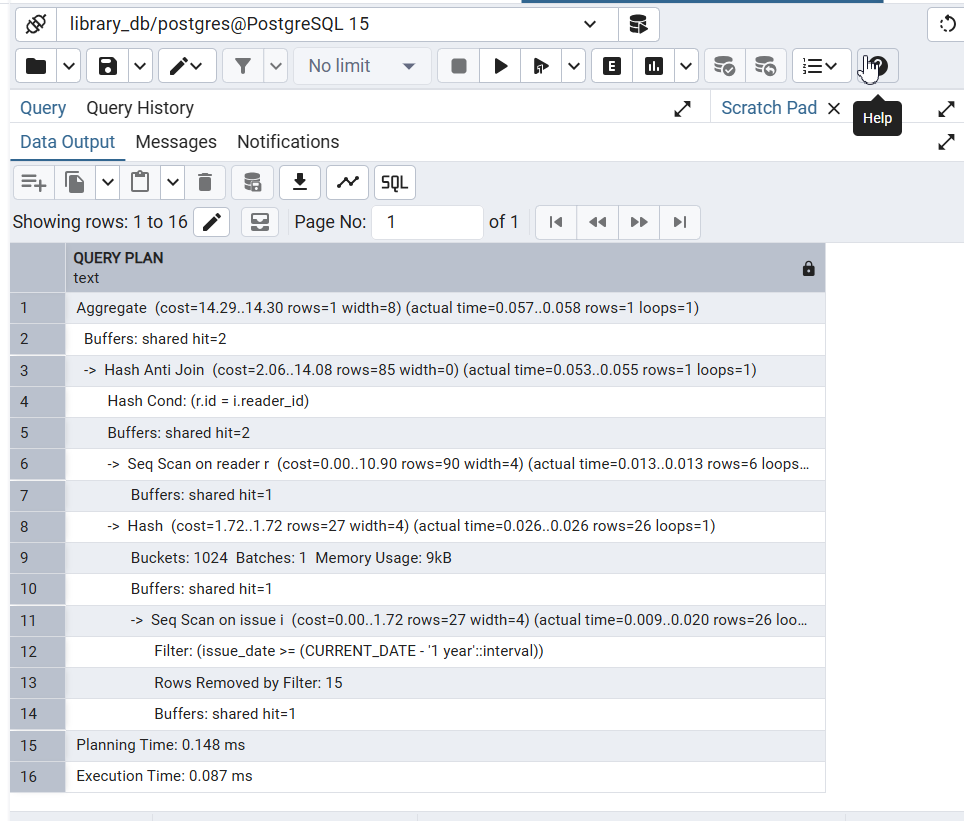 library_db/postgres@PostgreSQL 15
No limit
E
Query Query History Scratch Pad
Help
Data Output Messages Notifications
SQL
Showing rows: 1 to 16 Page No: 1 of 1
QUERY PLAN
text
1 Aggregate (cost=14.29..14.30 rows=1 width=8) (actual time=0.057..0.058 rows=1 loops=1)
2 Buffers: shared hit=2
3 -> Hash Anti Join (cost=2.06..14.08 rows=85 width=0) (actual time=0.053..0.055 rows=1 loops=1)
4 Hash Cond: (r.id = i.reader_id)
5 Buffers: shared hit=2
6 -> Seq Scan on reader r (cost=0.00..10.90 rows=90 width=4) (actual time=0.013..0.013 rows=6 loops...
7 Buffers: shared hit=1
8 -> Hash (cost=1.72..1.72 rows=27 width=4) (actual time=0.026..0.026 rows=26 loops=1)
9 Buckets: 1024 Batches: 1 Memory Usage: 9kB
10 Buffers: shared hit=1
11 -> Seq Scan on issue i (cost=0.00..1.72 rows=27 width=4) (actual time=0.009..0.020 rows=26 loo...
12 Filter: (issue_date >= (CURRENT_DATE - '1 year'::interval))
13 Rows Removed by Filter: 15
14 Buffers: shared hit=1
15 Planning Time: 0.148 ms
16 Execution Time: 0.087 ms